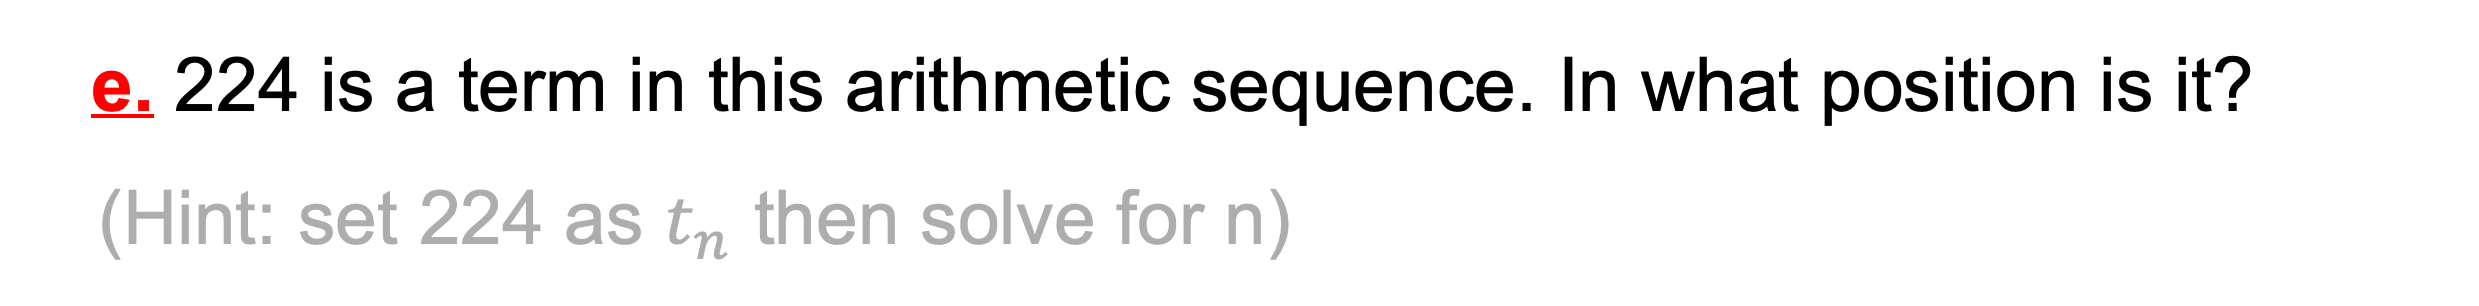 e. 224 is a term in this arithmetic sequence. In what position is it?
(Hint: set 224 as tₙ then solve for n)